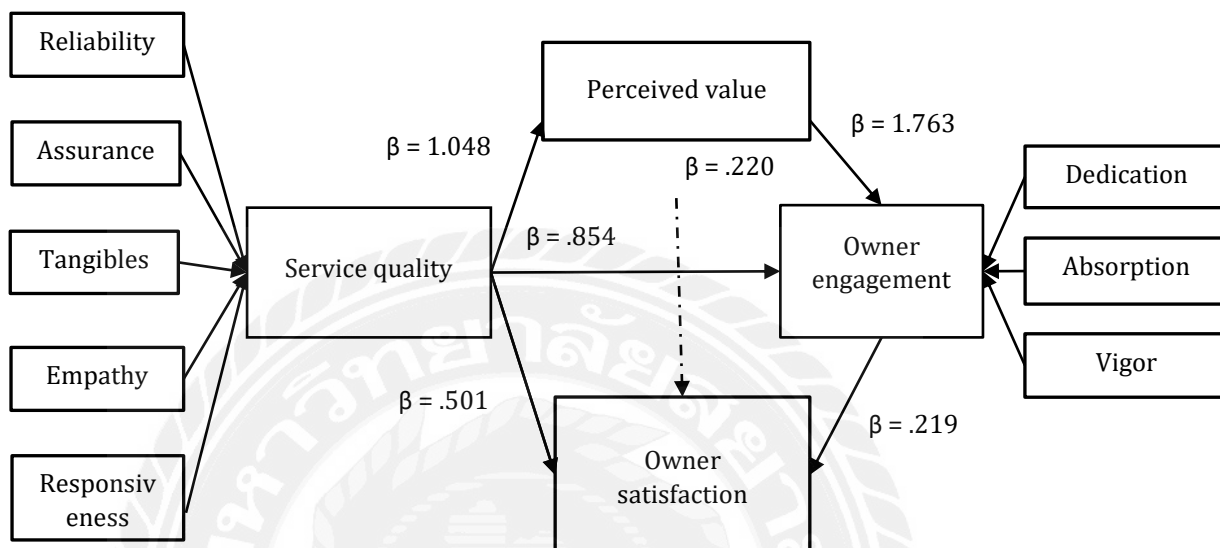 Reliability
Perceived value
β = 1.763
Assurance
β = 1.048
β = .220
Dedication
Tangibles
β = .854
Service quality
Owner
engagement
Absorption
Empathy
β = .501
Vigor
β = .219
Owner
satisfaction
Responsiv
eness